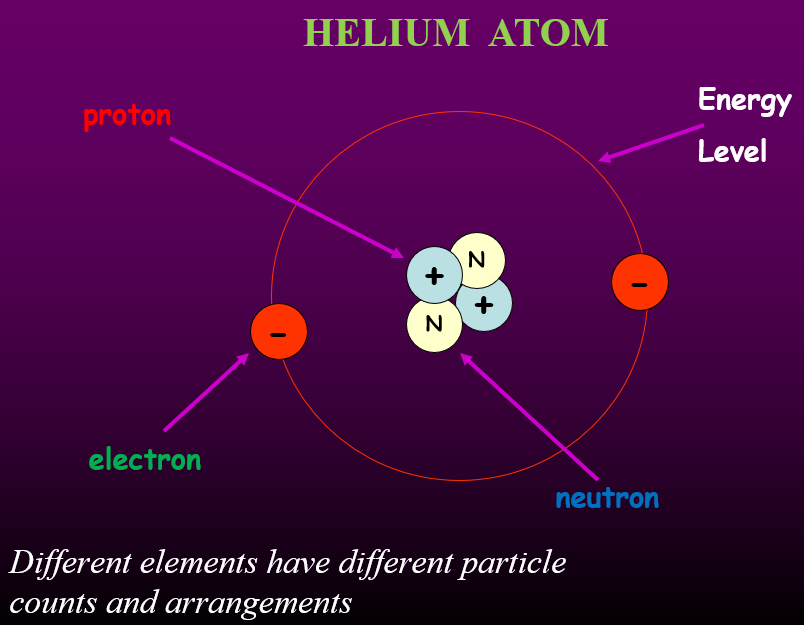 HELIUM ATOM
proton
Energy
Level
N
+
+
N
-
-
electron
neutron
Different elements have different particle
counts and arrangements